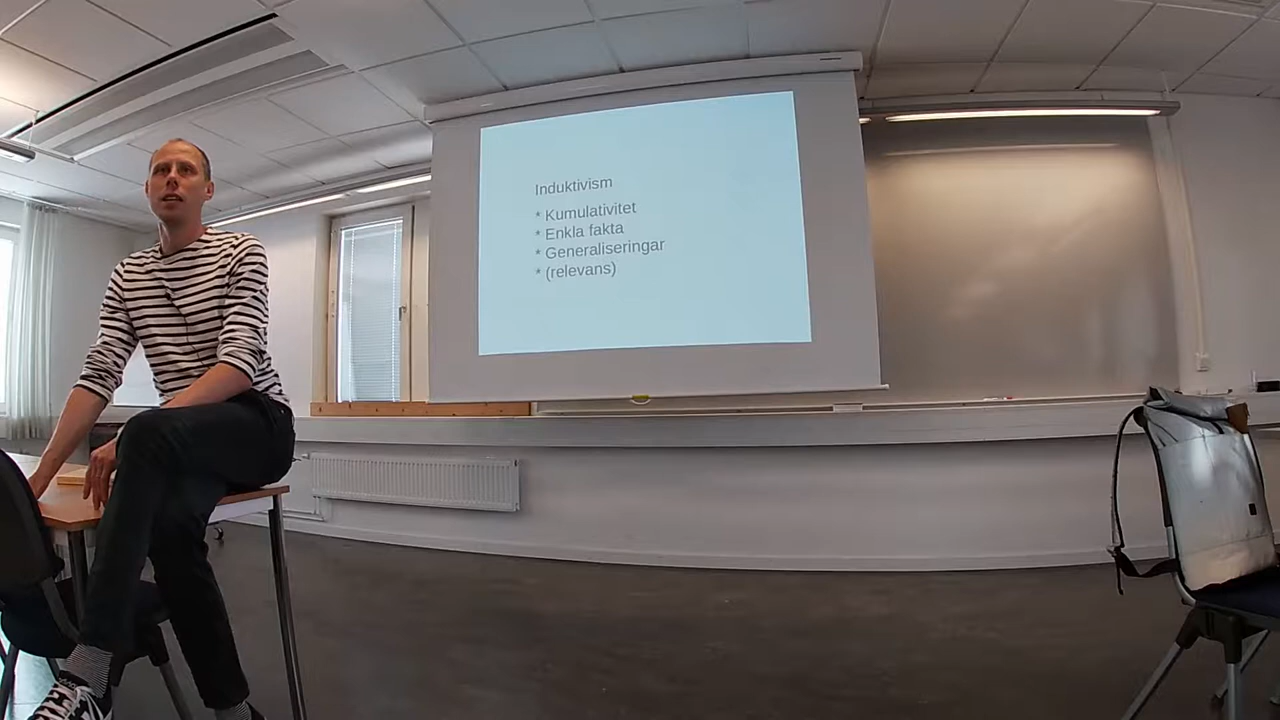 Induktivism
* Kumulativitet
* Enkla fakta
* Generaliseringar
* (relevans)